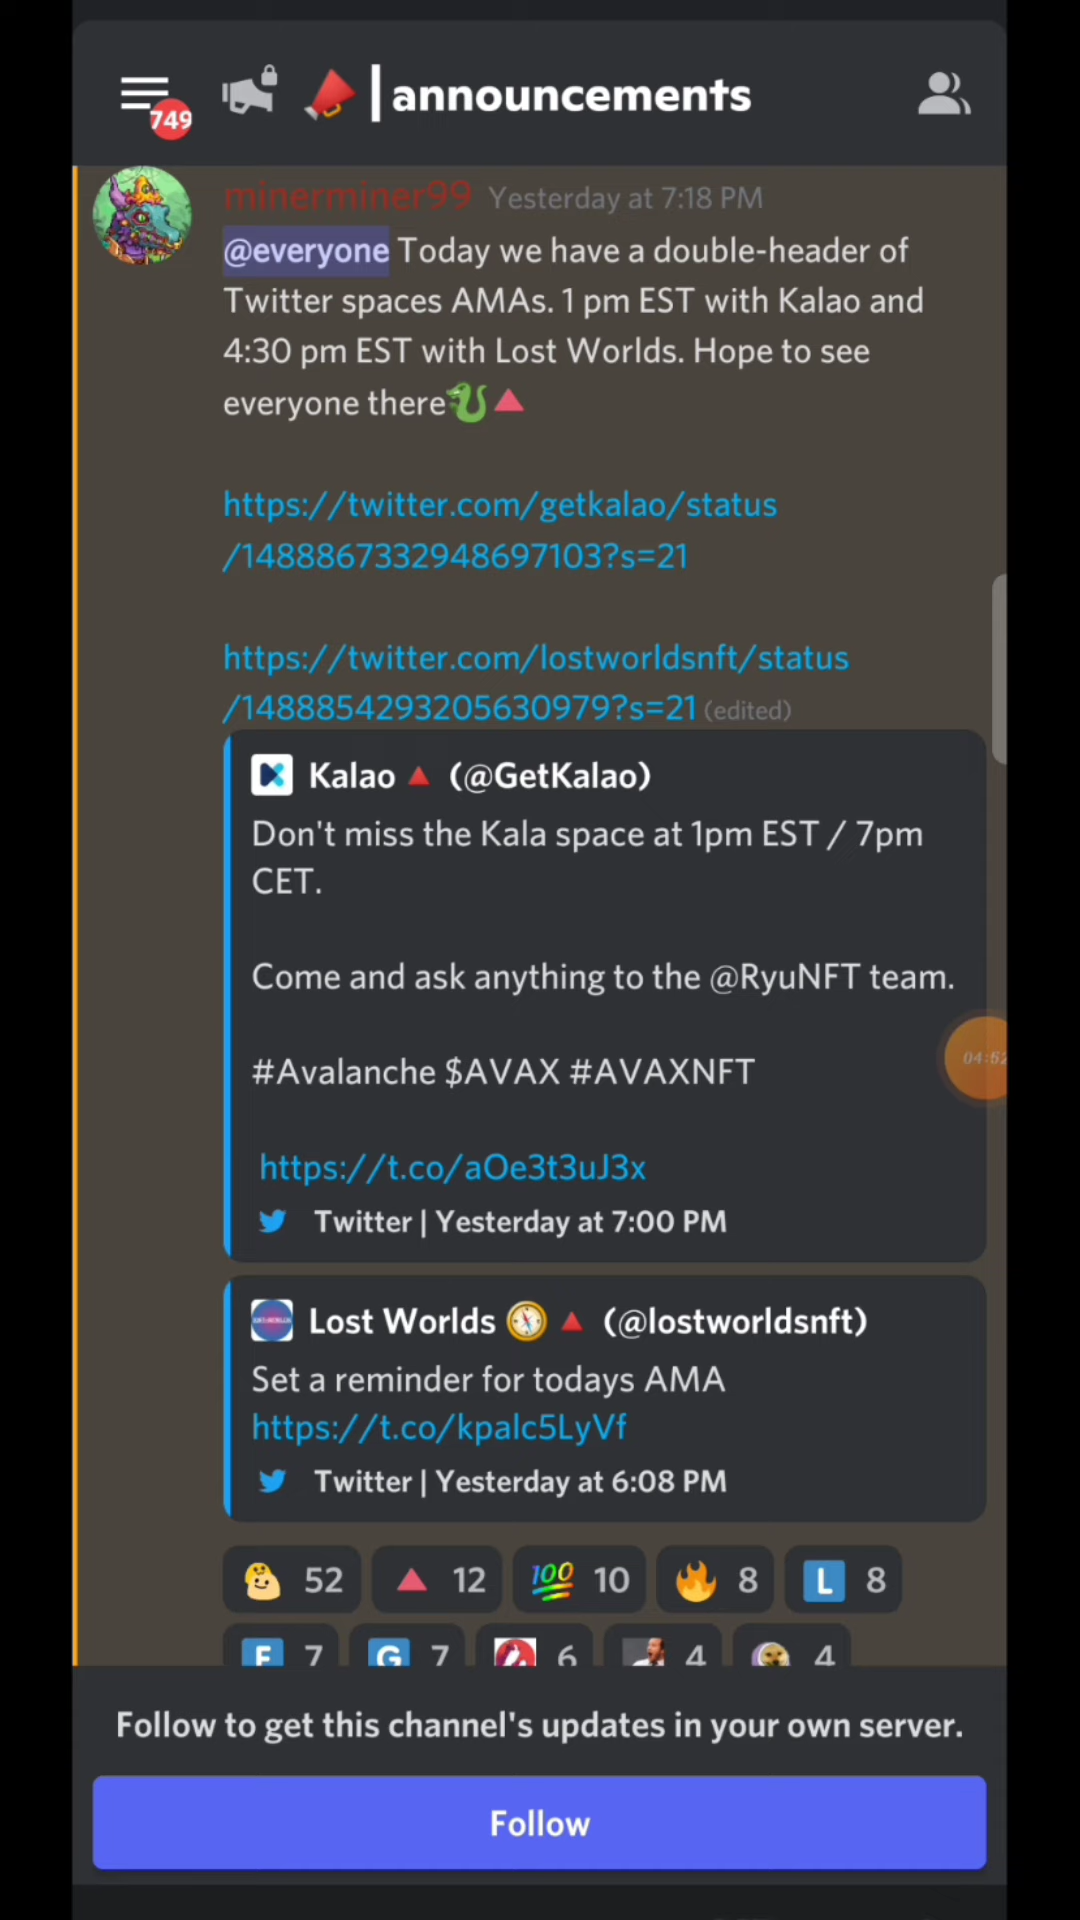 749
| announcements
minerminer99 Yesterday at 7:18 PM
@everyone Today we have a double-header of
Twitter spaces AMAs. 1 pm EST with Kalao and
4:30 pm EST with Lost Worlds. Hope to see
everyone there
https://twitter.com/getkalao/status
/1488867332948697103?s=21
https://twitter.com/lostworldsnft/status
/1488854293205630979?s=21 (edited)
Kalao🔺 (@GetKalao)
Don't miss the Kala space at 1pm EST / 7pm
CET.
Come and ask anything to the @RyuNFT team.
#Avalanche $AVAX #AVAXNFT
https://t.co/aOe3t3uJ3x
Twitter | Yesterday at 7:00 PM
Lost Worlds 🧭🔺 (@lostworldsnft)
Set a reminder for todays AMA
https://t.co/kpalc5LyVf
Twitter | Yesterday at 6:08 PM
52 12 100 10 8 L 8
F 7 G 7 6 4 4
Follow to get this channel's updates in your own server.
Follow